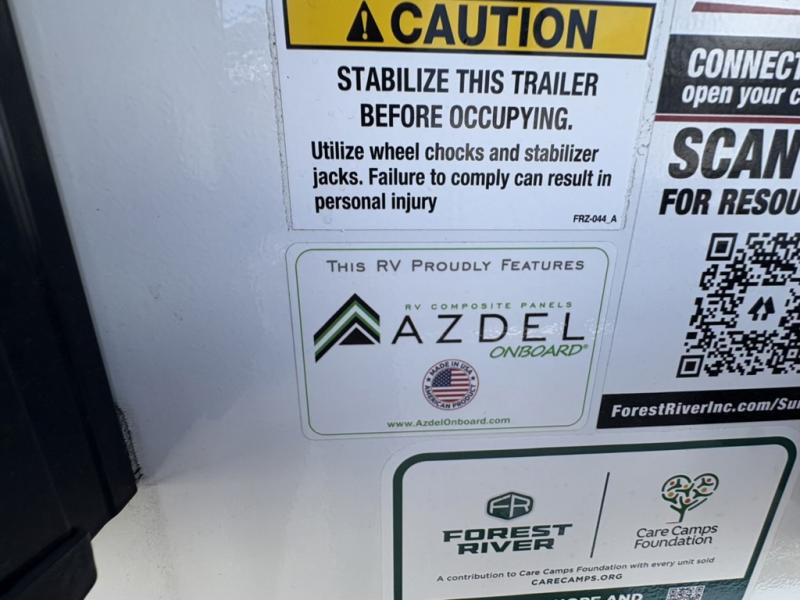 CAUTION
STABILIZE THIS TRAILER
BEFORE OCCUPYING.
Utilize wheel chocks and stabilizer
jacks. Failure to comply can result in
personal injury
FRZ-044_A
CONNECT
open your c
SCAN
FOR RESOU
ForestRiverInc.com/Su
THIS RV PROUDLY FEATURES
RV COMPOSITE PANELS
AZDEL
ONBOARD®
MADE IN USA
AMERICAN PRODUCT
www.AzdelOnboard.com
FR
FOREST
RIVER
Care Camps
Foundation
A contribution to Care Camps Foundation with every unit sold
CARECAMPS.ORG
AND